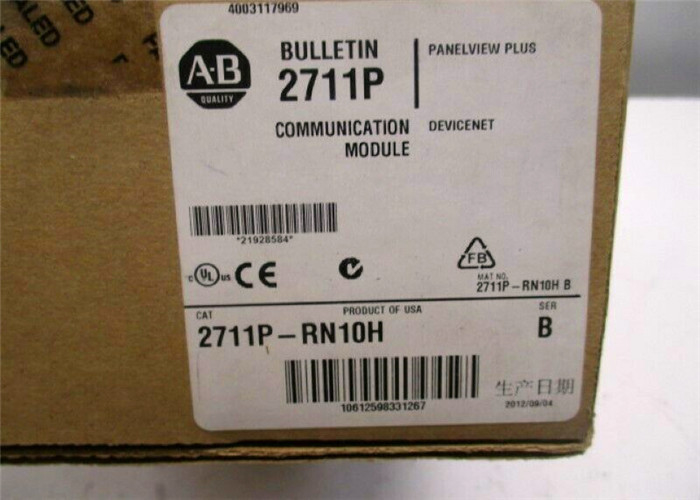 4003117969
ALED
A-B
QUALITY
BULLETIN
2711P
PANELVIEW PLUS
COMMUNICATION
MODULE
DEVICENET
*21928584*
c UL us CE
FB
MAT NO.
2711P-RN10H B
CAT
PRODUCT OF USA
SER
2711P-RN10H
B
10612598331267
生产日期
2012/09/04